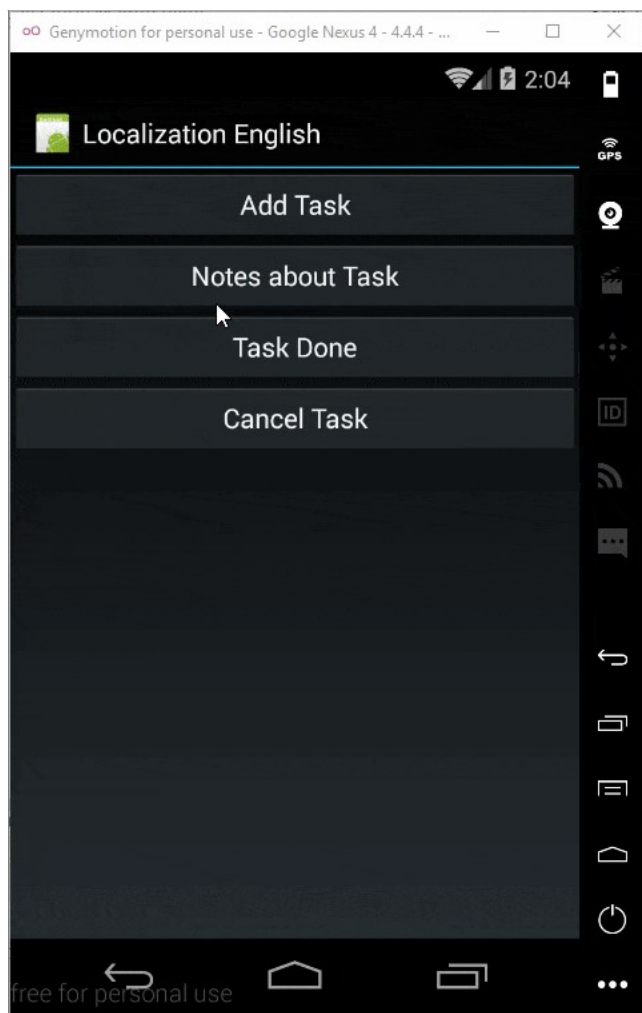 Genymotion for personal use - Google Nexus 4 - 4.4.4 - ...
2:04
Localization English
GPS
Add Task
Notes about Task
Task Done
Cancel Task
ID
free for personal use